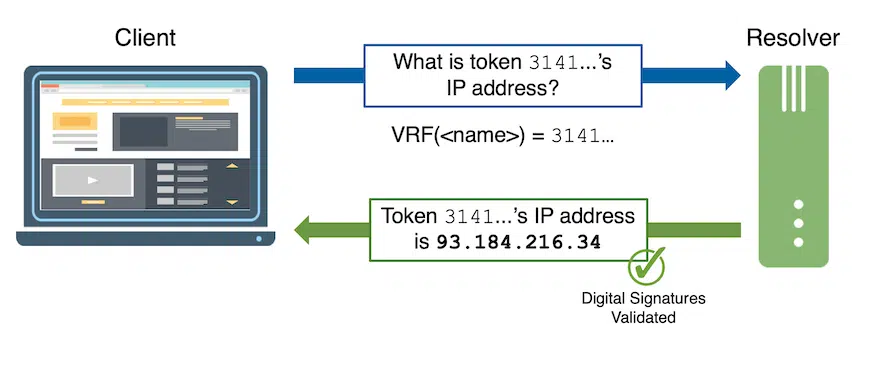 Client
Resolver
What is token 3141...'s
IP address?
VRF(<name>) = 3141…
Token 3141...'s IP address
is 93.184.216.34
Digital Signatures
Validated